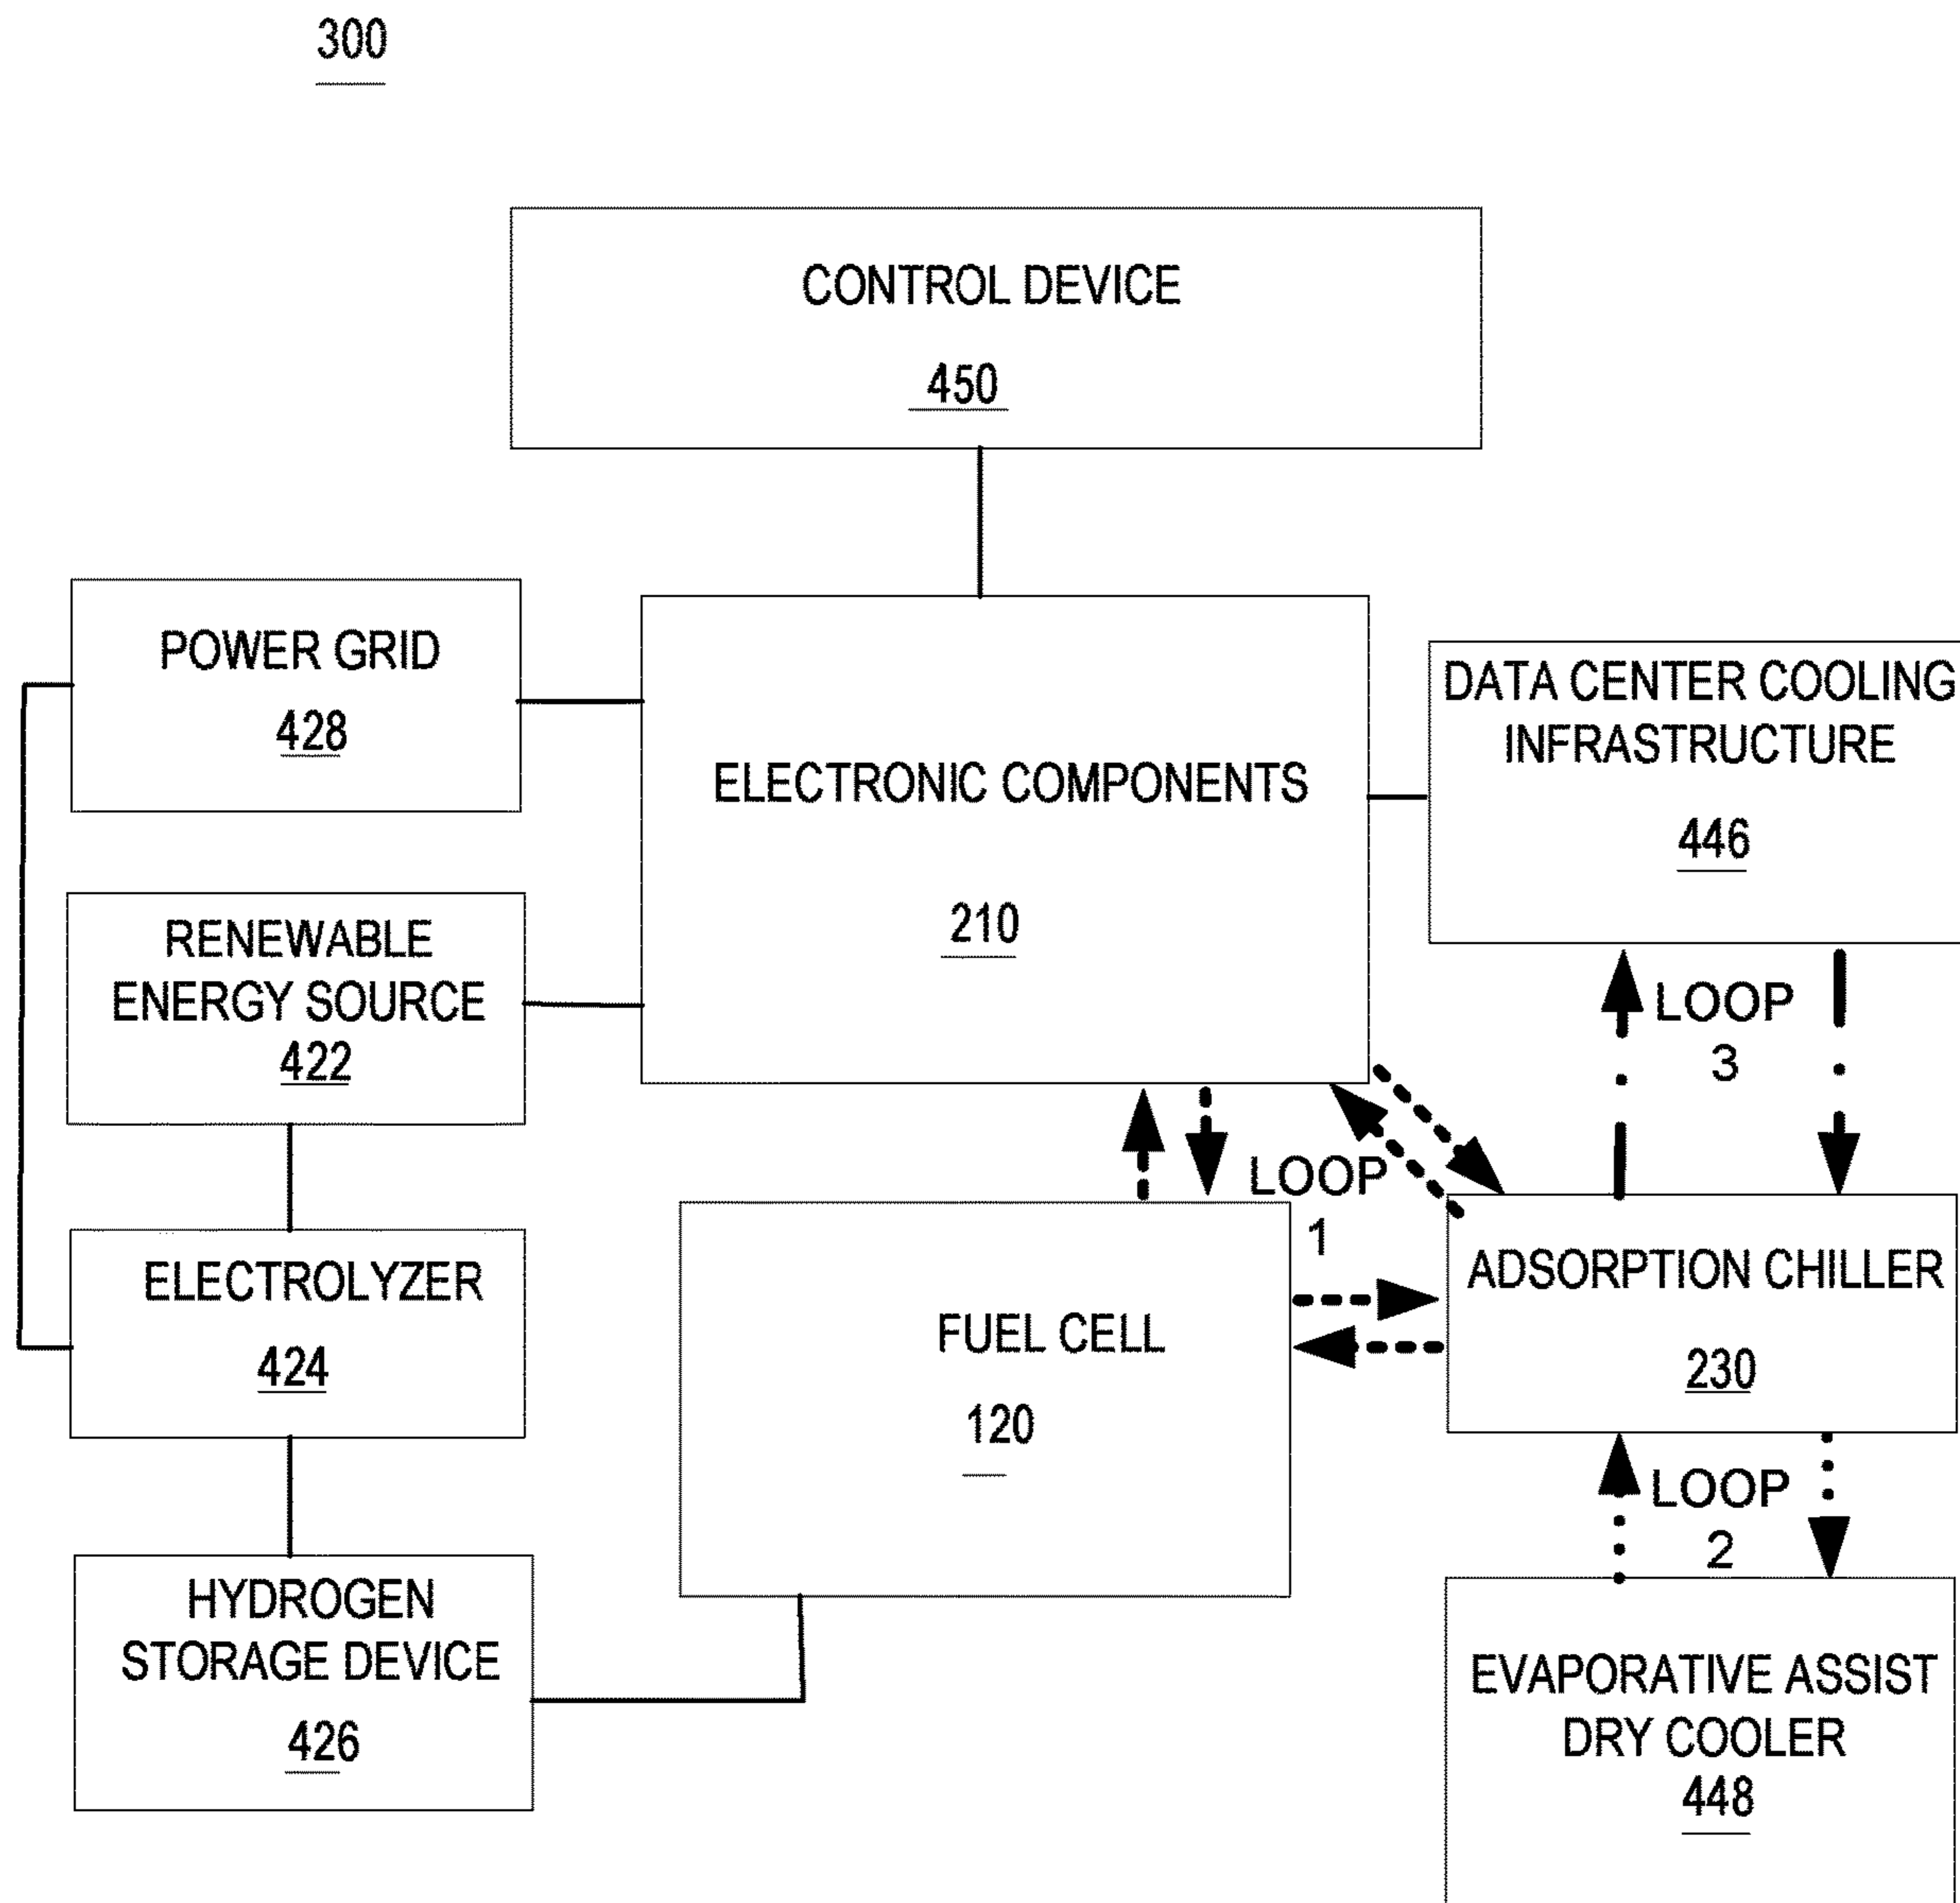 300
CONTROL DEVICE
450
POWER GRID
428
ELECTRONIC COMPONENTS
210
DATA CENTER COOLING
INFRASTRUCTURE
446
RENEWABLE
ENERGY SOURCE
422
LOOP
3
LOOP
1
ELECTROLYZER
424
FUEL CELL
120
ADSORPTION CHILLER
230
LOOP
2
HYDROGEN
STORAGE DEVICE
426
EVAPORATIVE ASSIST
DRY COOLER
448